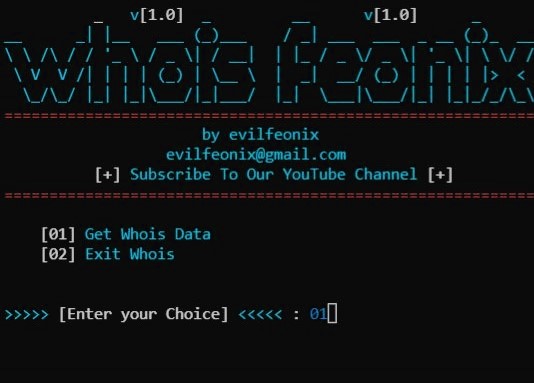 v[1.0] v[1.0]
whois feonix
by evilfeonix
evilfeonix@gmail.com
[+] Subscribe To Our YouTube Channel [+]
[01] Get Whois Data
[02] Exit Whois
>>>>> [Enter your Choice] <<<<< : 01